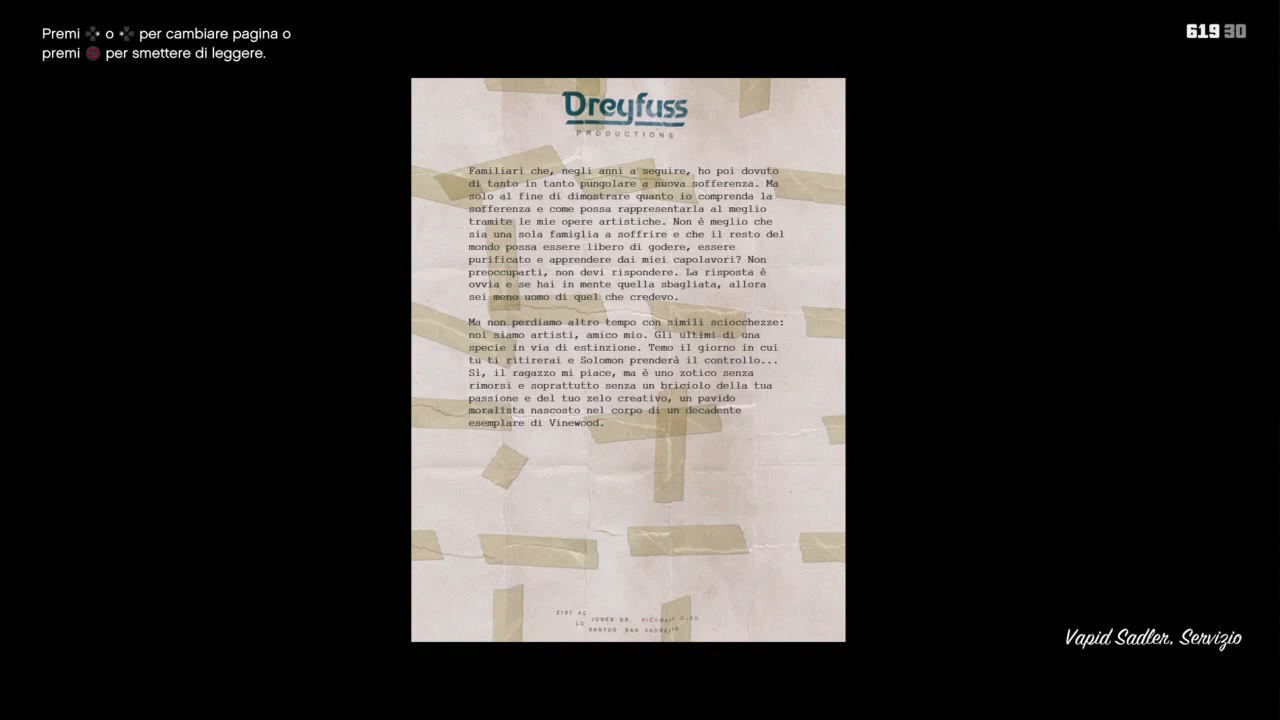 Premi o per cambiare pagina o
premi per smettere di leggere.
619 30
Dreyfuss
PRODUCTIONS
Familiari che, negli anni a seguire, ho poi dovuto
di tanto in tanto pungolare a nuova sofferenza. Ma
solo al fine di dimostrare quanto io comprenda la
sofferenza e come possa rappresentarla al meglio
tramite le mie opere artistiche. Non è meglio che
sia una sola famiglia a soffrire e che il resto del
mondo possa essere libero di godere, essere
purificato e apprendere dai miei capolavori? Non
preoccuparti, non devi rispondere. La risposta è
ovvia e se hai in mente quella sbagliata, allora
sei meno uomo di quel che credevo.
Ma non perdiamo altro tempo con simili sciocchezze:
noi siamo artisti, amico mio. Gli ultimi di una
specie in via di estinzione. Temo il giorno in cui
tu ti ritirerai e Solomon prenderà il controllo...
Sì, il ragazzo mi piace, ma è uno zotico senza
rimorsi e soprattutto senza un briciolo della tua
passione e del tuo zelo creativo, un pavido
moralista nascosto nel corpo di un decadente
esemplare di Vinewood.
JONES DR.
SANTOS SAN
Vapid Sadler, Servizio